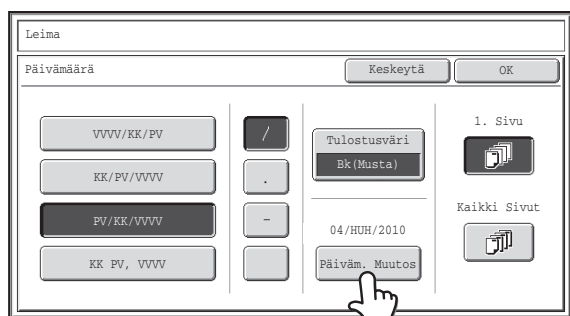 Leima
Päivämäärä
Keskeytä
OK
VVVV/KK/PV
KK/PV/VVVV
PV/KK/VVVV
KK PV, VVVV
/
.
-
Tulostusväri
Bk(Musta)
04/HUH/2010
Päiväm. Muutos
1. Sivu
Kaikki Sivut